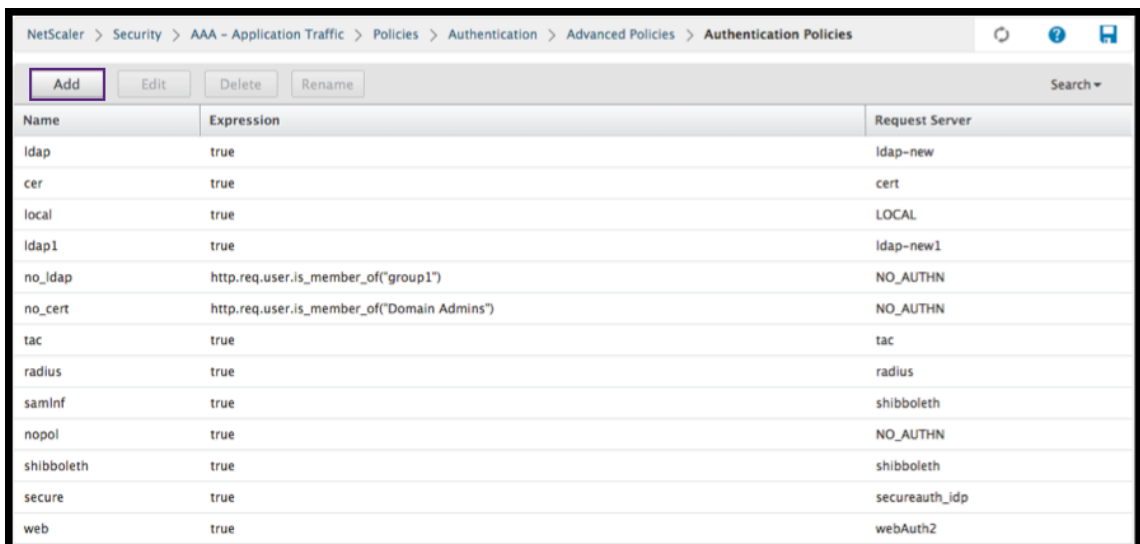 NetScaler > Security > AAA - Application Traffic > Policies > Authentication > Advanced Policies > Authentication Policies
Add Edit Delete Rename Search
Name Expression Request Server
ldap true ldap-new
cer true cert
local true LOCAL
ldap1 true ldap-new1
no_ldap http.req.user.is_member_of("group1") NO_AUTHN
no_cert http.req.user.is_member_of("Domain Admins") NO_AUTHN
tac true tac
radius true radius
samlnf true shibboleth
nopol true NO_AUTHN
shibboleth true shibboleth
secure true secureauth_idp
web true webAuth2